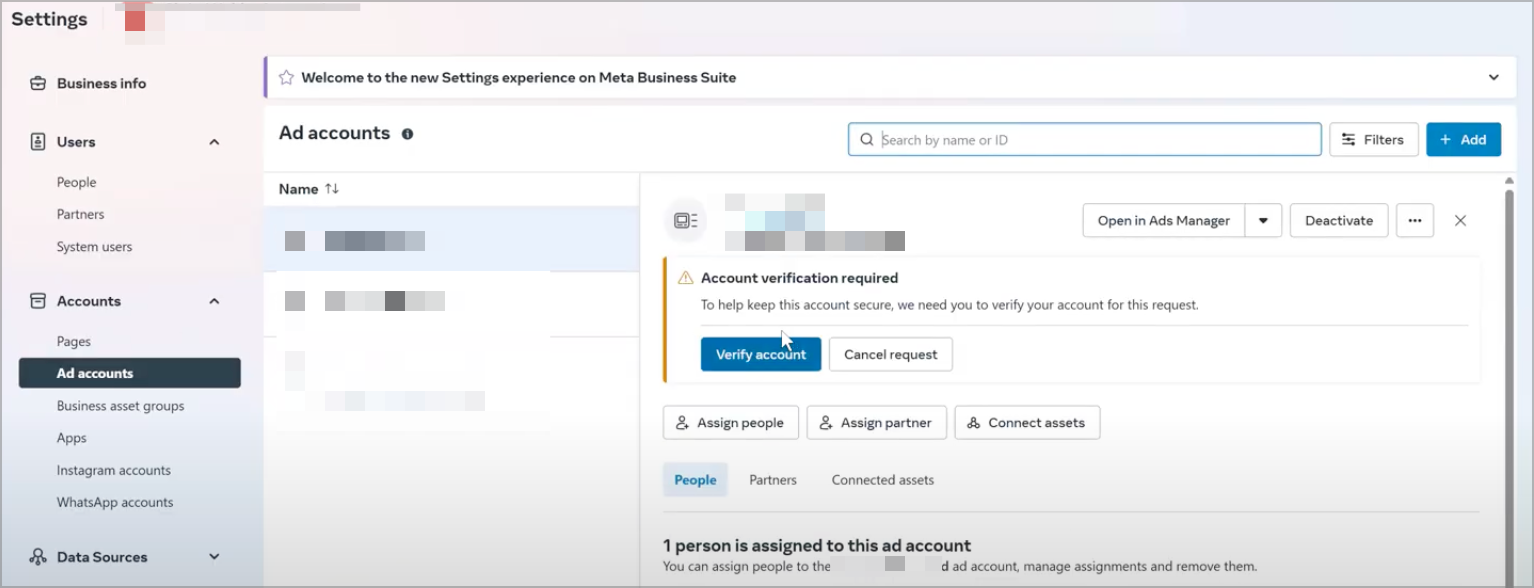 Settings
Business info
Users
People
Partners
System users
Accounts
Pages
Ad accounts
Business asset groups
Apps
Instagram accounts
WhatsApp accounts
Data Sources
Welcome to the new Settings experience on Meta Business Suite
Ad accounts
Search by name or ID
Filters
+ Add
Name
Open in Ads Manager
Deactivate
Account verification required
To help keep this account secure, we need you to verify your account for this request.
Verify account
Cancel request
Assign people
Assign partner
Connect assets
People
Partners
Connected assets
1 person is assigned to this ad account
You can assign people to the d ad account, manage assignments and remove them.